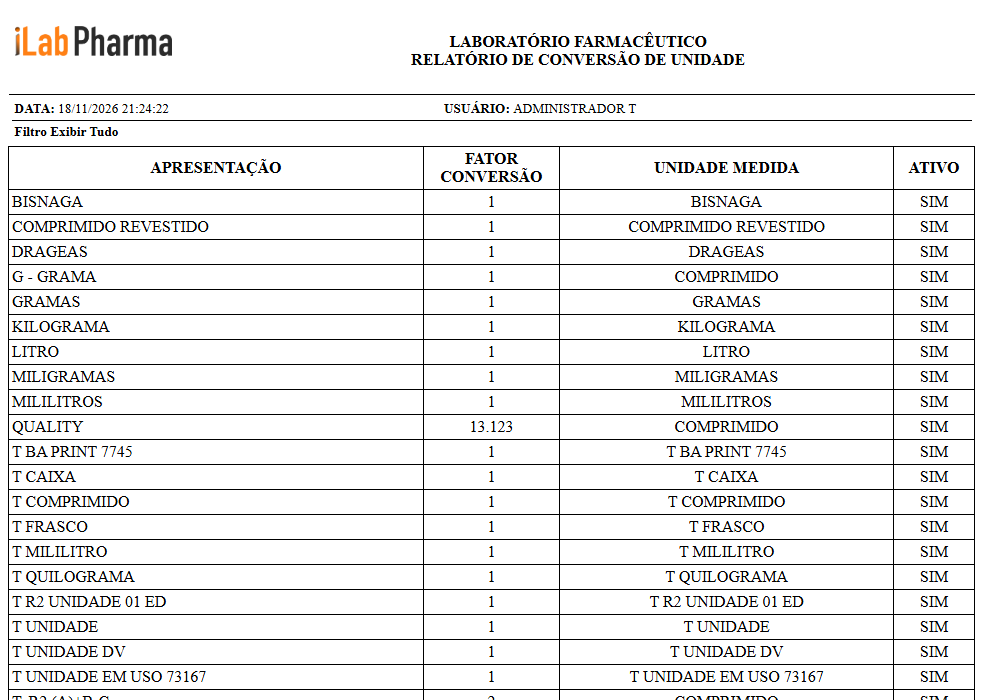 iLabPharma
LABORATÓRIO FARMACÊUTICO
RELATÓRIO DE CONVERSÃO DE UNIDADE
DATA: 18/11/2026 21:24:22 USUÁRIO: ADMINISTRADOR T
Filtro Exibir Tudo
APRESENTAÇÃO FATOR CONVERSÃO UNIDADE MEDIDA ATIVO
BISNAGA 1 BISNAGA SIM
COMPRIMIDO REVESTIDO 1 COMPRIMIDO REVESTIDO SIM
DRAGEAS 1 DRAGEAS SIM
G - GRAMA 1 COMPRIMIDO SIM
GRAMAS 1 GRAMAS SIM
KILOGRAMA 1 KILOGRAMA SIM
LITRO 1 LITRO SIM
MILIGRAMAS 1 MILIGRAMAS SIM
MILILITROS 1 MILILITROS SIM
QUALITY 13.123 COMPRIMIDO SIM
T BA PRINT 7745 1 T BA PRINT 7745 SIM
T CAIXA 1 T CAIXA SIM
T COMPRIMIDO 1 T COMPRIMIDO SIM
T FRASCO 1 T FRASCO SIM
T MILILITRO 1 T MILILITRO SIM
T QUILOGRAMA 1 T QUILOGRAMA SIM
T R2 UNIDADE 01 ED 1 T R2 UNIDADE 01 ED SIM
T UNIDADE 1 T UNIDADE SIM
T UNIDADE DV 1 T UNIDADE DV SIM
T UNIDADE EM USO 73167 1 T UNIDADE EM USO 73167 SIM
COMPRIMIDO SIM